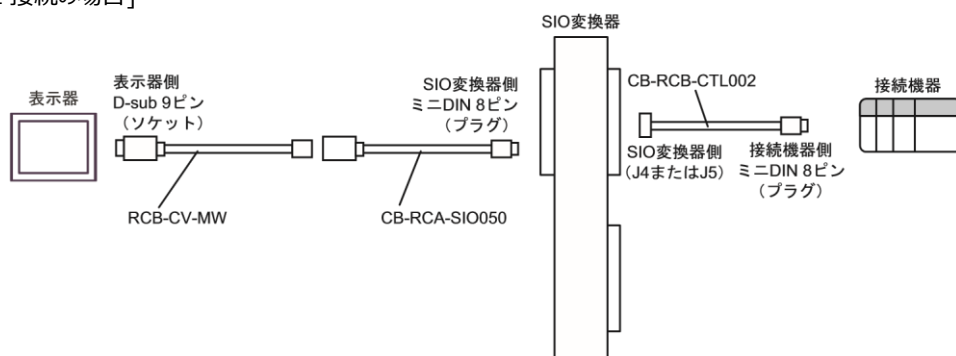 接続の場合]
SIO変換器
表示器
表示器側
D-sub 9ピン
(ソケット)
SIO変換器側
ミニDIN 8ピン
(プラグ)
CB-RCB-CTL002
接続機器
SIO変換器側
(J4またはJ5)
接続機器側
ミニDIN 8ピン
(プラグ)
RCB-CV-MW
CB-RCA-SIO050